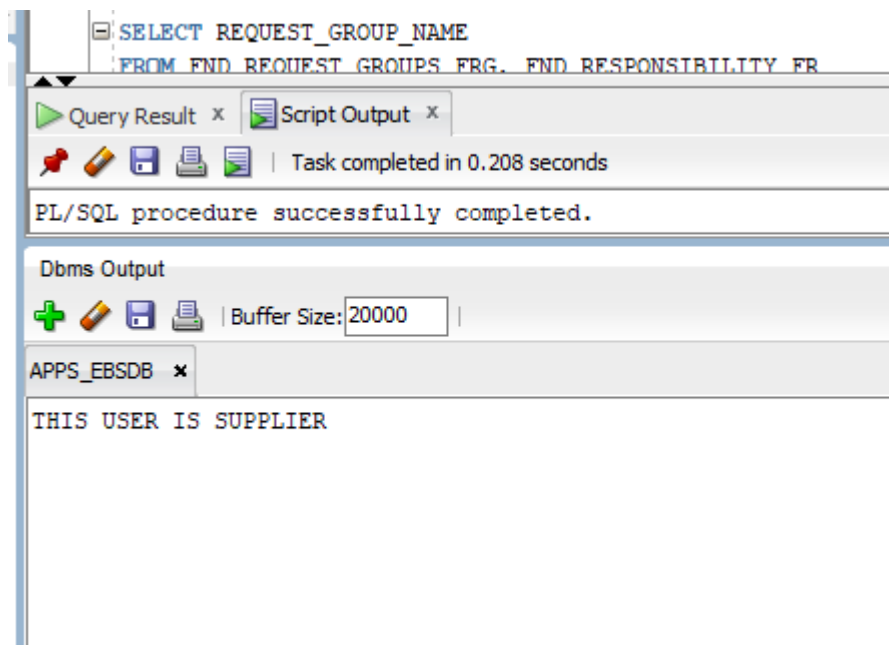 SELECT REQUEST_GROUP_NAME
FROM FND_REQUEST_GROUPS FRG, FND_RESPONSIBILITY FR
Query Result x Script Output x
Task completed in 0.208 seconds
PL/SQL procedure successfully completed.
Dbms Output
Buffer Size: 20000
APPS_EBSDB x
THIS USER IS SUPPLIER